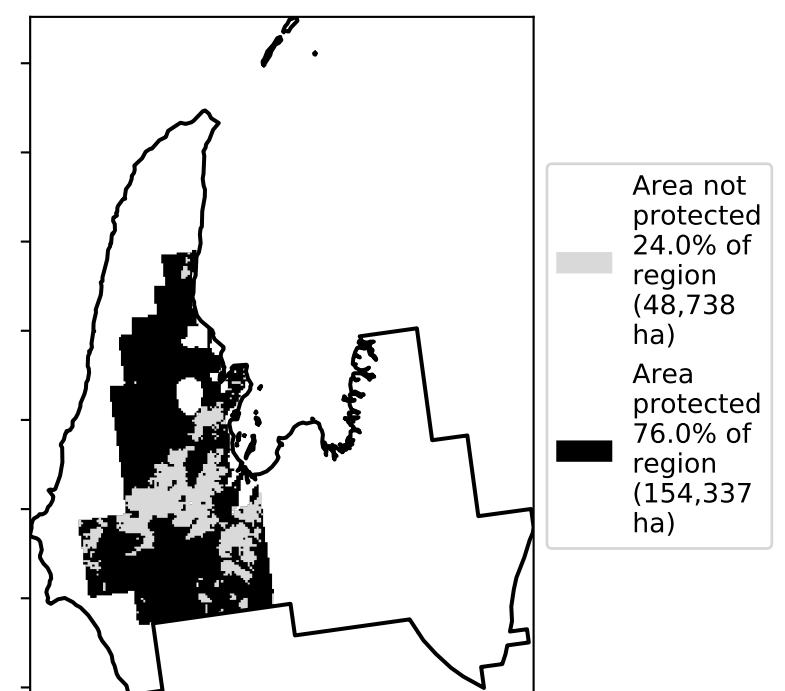 Area not
protected
24.0% of
region
(48,738
ha)
Area
protected
76.0% of
region
(154,337
ha)